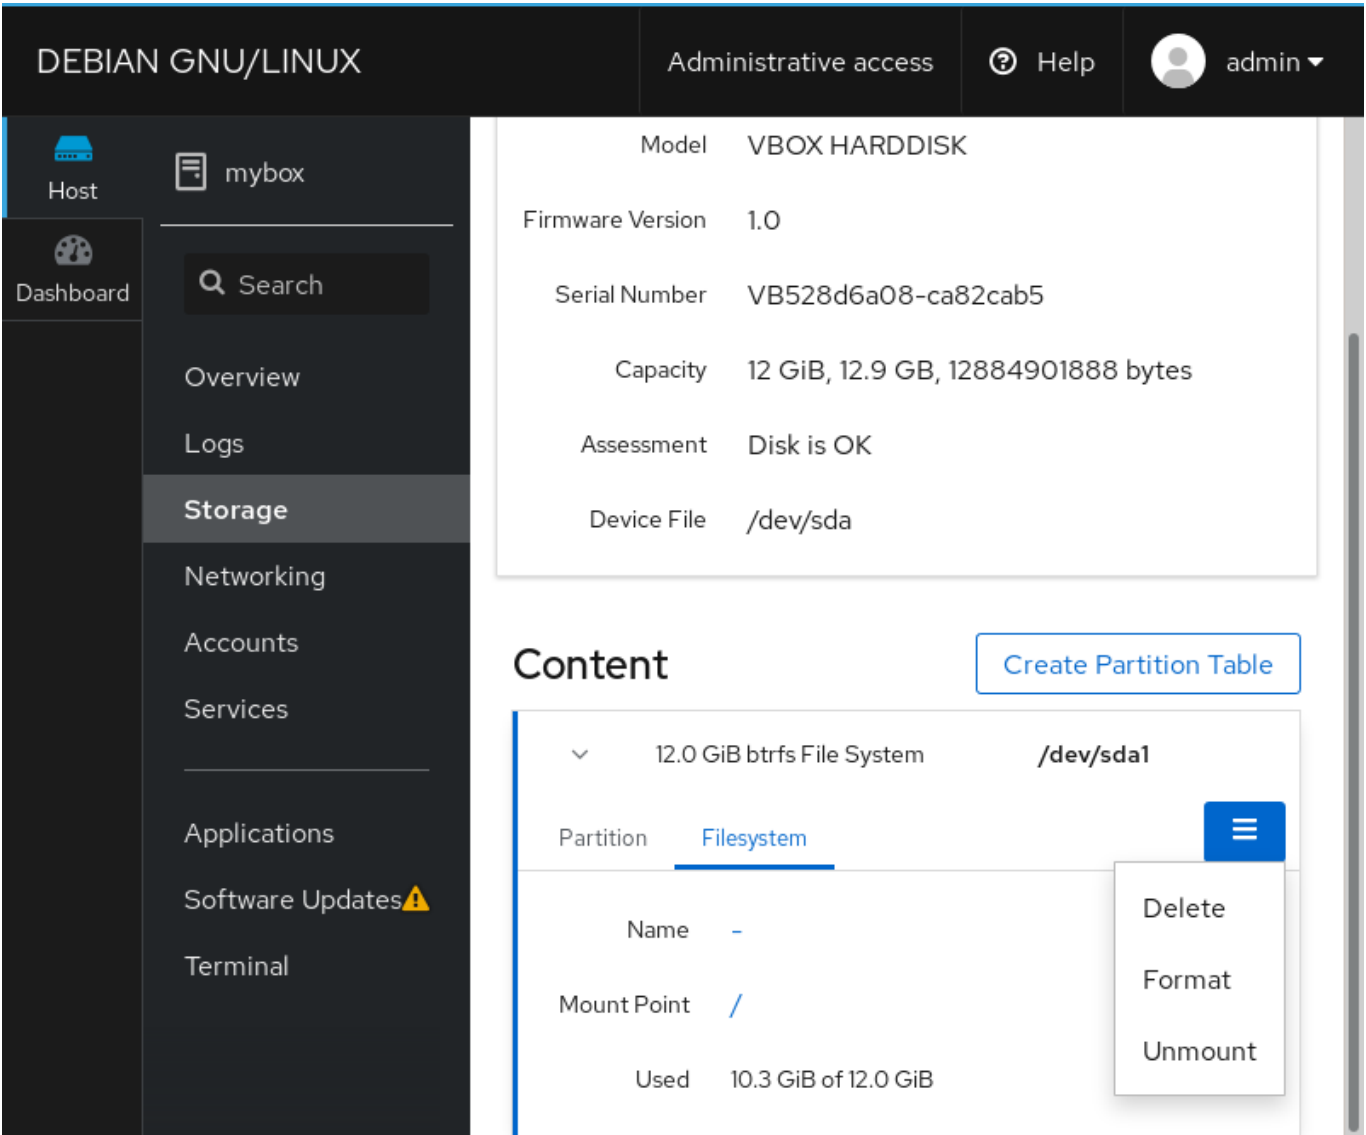 DEBIAN GNU/LINUX
Administrative access
Help
admin
Host
Dashboard
mybox
Search
Overview
Logs
Storage
Networking
Accounts
Services
Applications
Software Updates
Terminal
Model VBOX HARDDISK
Firmware Version 1.0
Serial Number VB528d6a08-ca82cab5
Capacity 12 GiB, 12.9 GB, 12884901888 bytes
Assessment Disk is OK
Device File /dev/sda
Content
Create Partition Table
12.0 GiB btrfs File System /dev/sda1
Partition Filesystem
Name -
Mount Point /
Used 10.3 GiB of 12.0 GiB
Delete
Format
Unmount